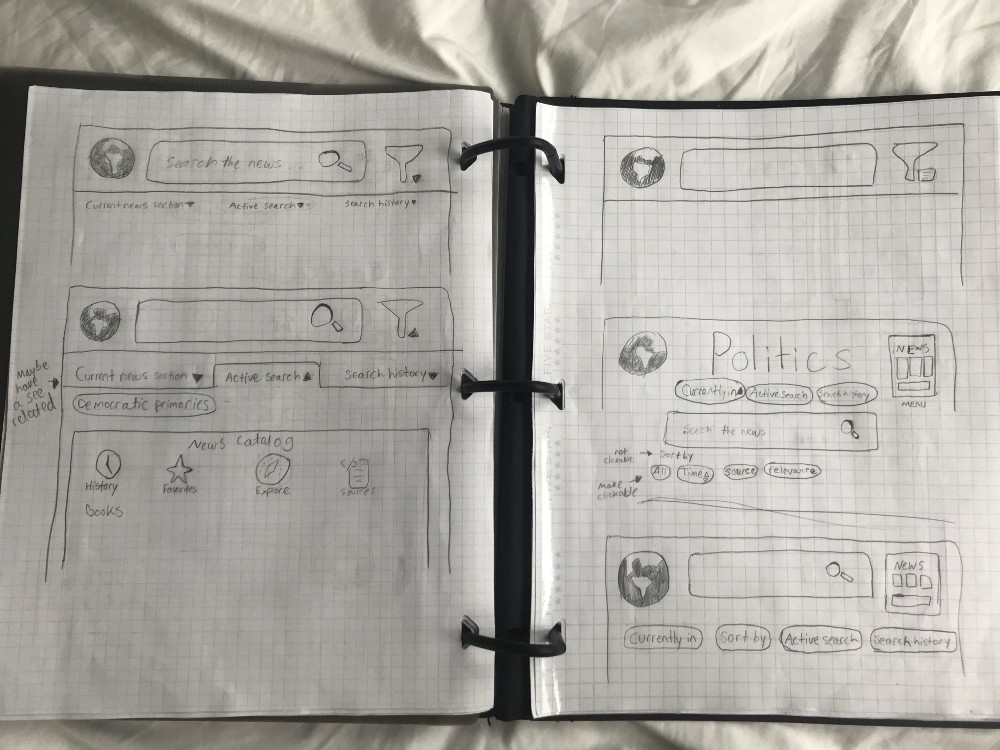 Search the news...
Current news section Active search Search history
Current news section Active search Search history
Maybe
have
a see
related
Democratic primaries
News Catalog
History Favorites Explore </> sources
Books
FIVE STAR
Politics
NEWS
MENU
Currently in Active search Search history
Search the news
not
clickable
Sort by
All Times Source relevance
make
clickable
NEWS
Currently in Sort by Active search Search history